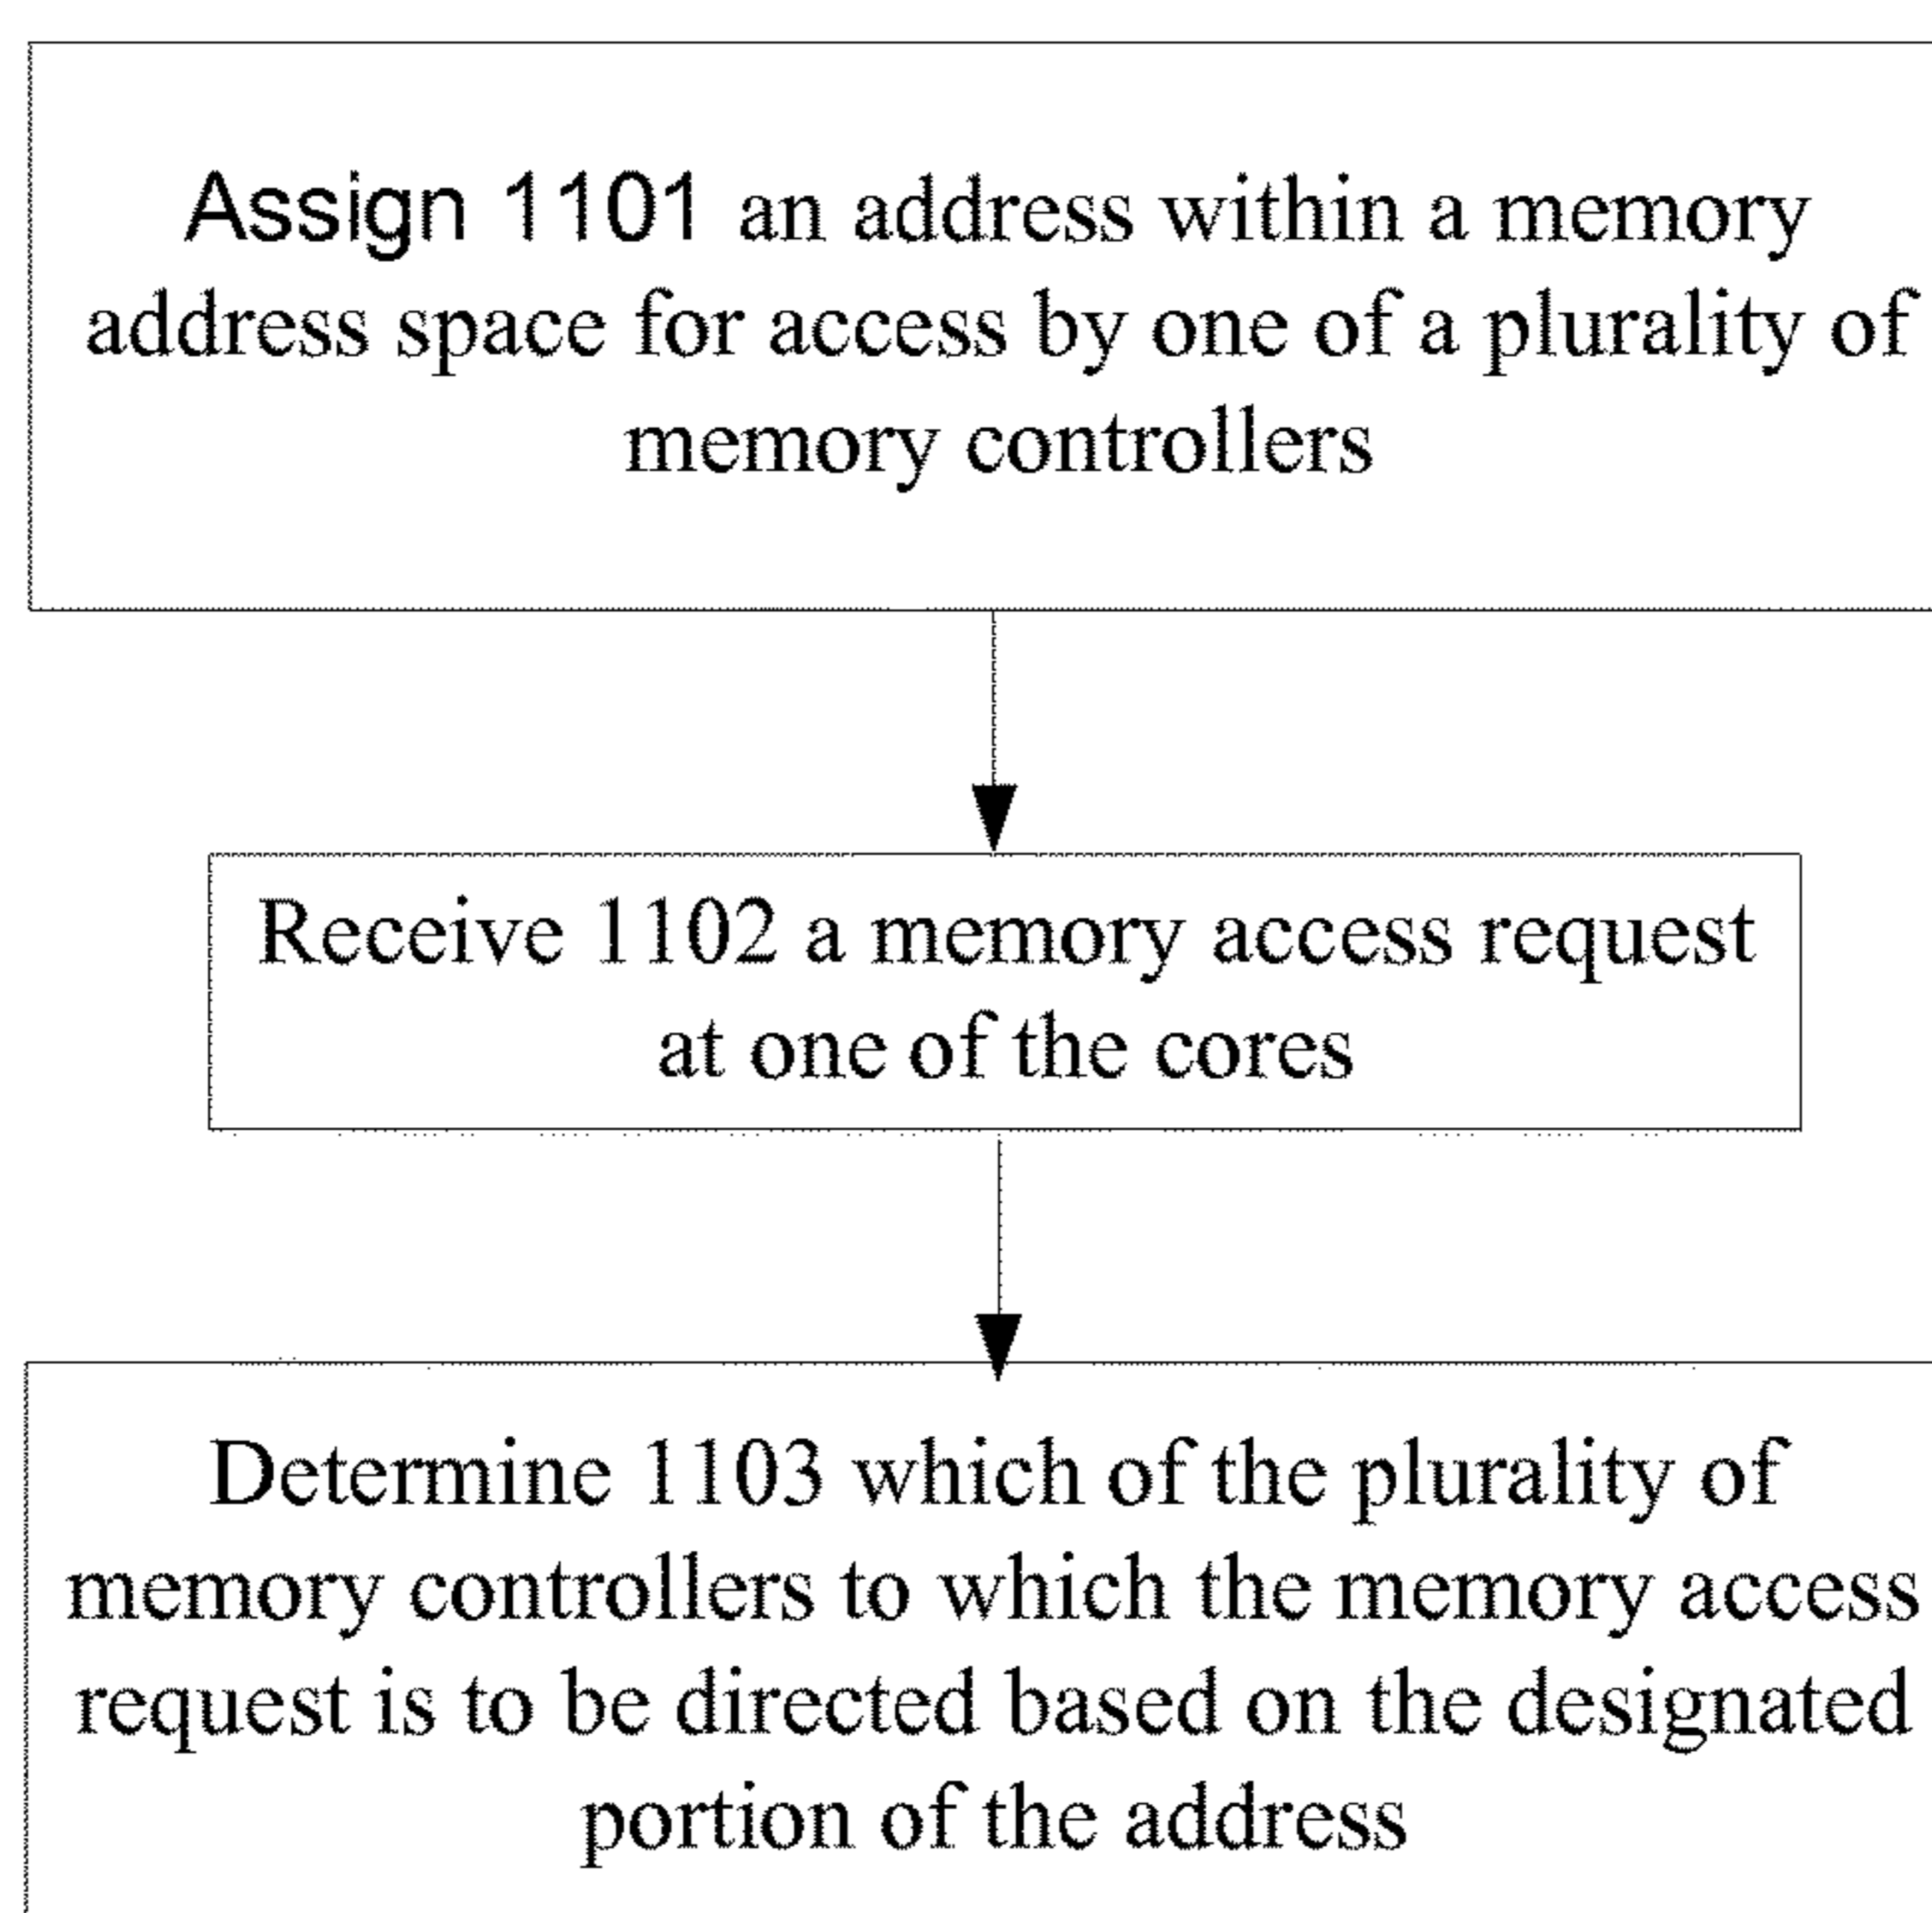 Assign 1101 an address within a memory
address space for access by one of a plurality of
memory controllers
Receive 1102 a memory access request
at one of the cores
Determine 1103 which of the plurality of
memory controllers to which the memory access
request is to be directed based on the designated
portion of the address